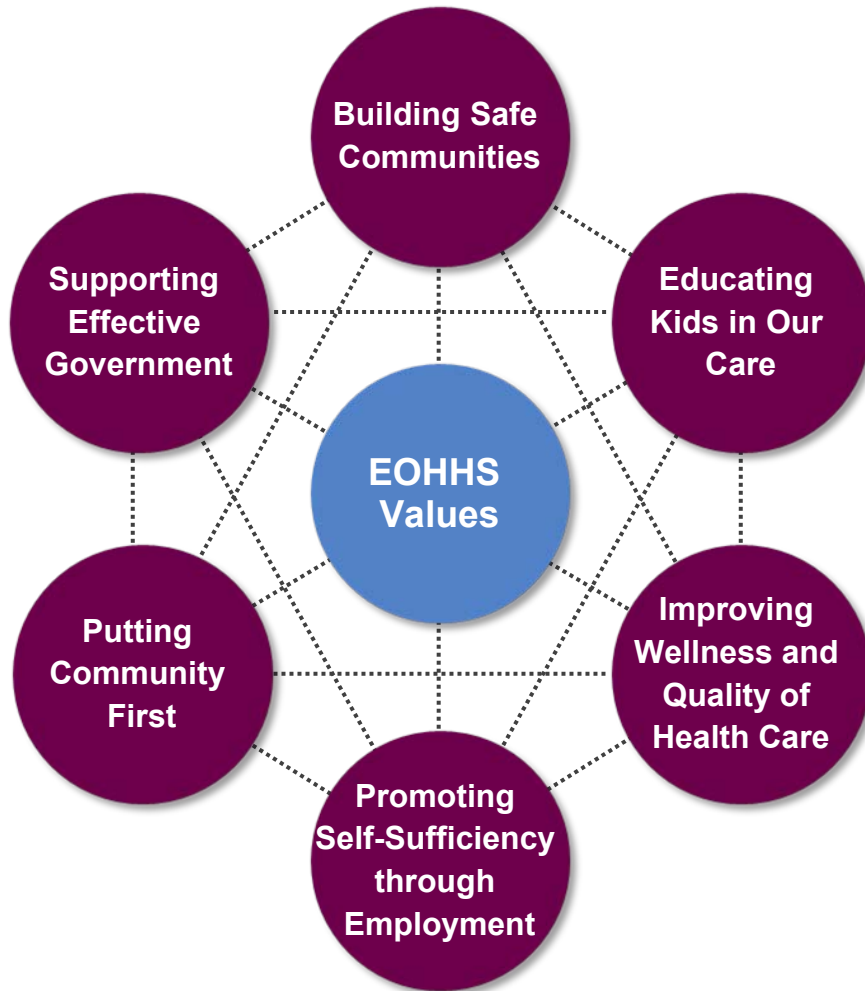 Building Safe
Communities
Supporting
Effective
Government
Educating
Kids in Our
Care
EOHHS
Values
Putting
Community
First
Improving
Wellness and
Quality of
Health Care
Promoting
Self-Sufficiency
through
Employment